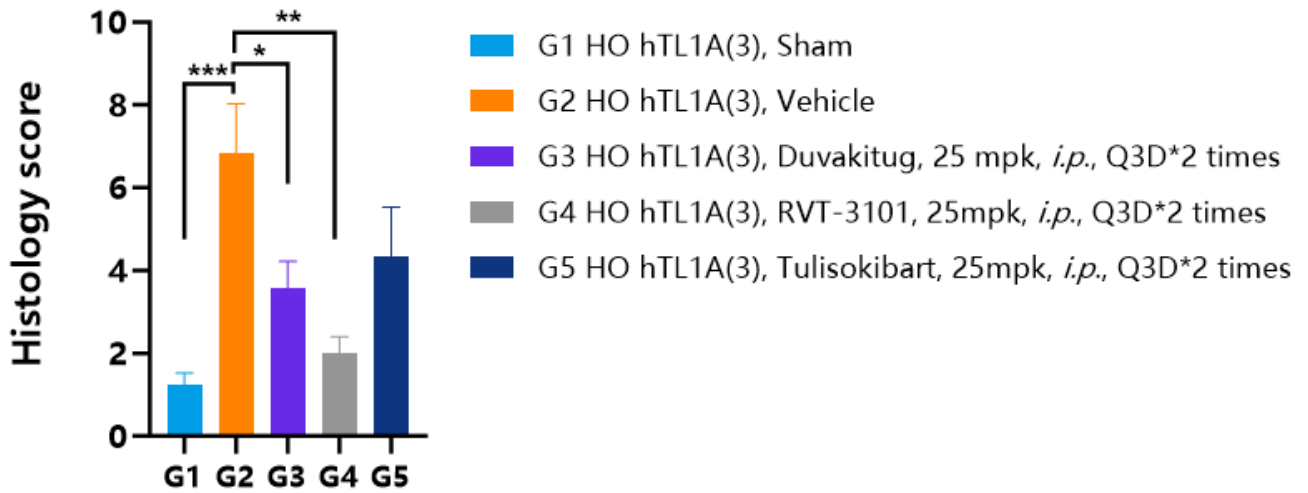 Histology score
10
8
6
4
2
0
***
*
**
G1 G2 G3 G4 G5
G1 HO hTL1A(3), Sham
G2 HO hTL1A(3), Vehicle
G3 HO hTL1A(3), Duvakitug, 25 mpk, i.p., Q3D*2 times
G4 HO hTL1A(3), RVT-3101, 25mpk, i.p., Q3D*2 times
G5 HO hTL1A(3), Tulisokibart, 25mpk, i.p., Q3D*2 times